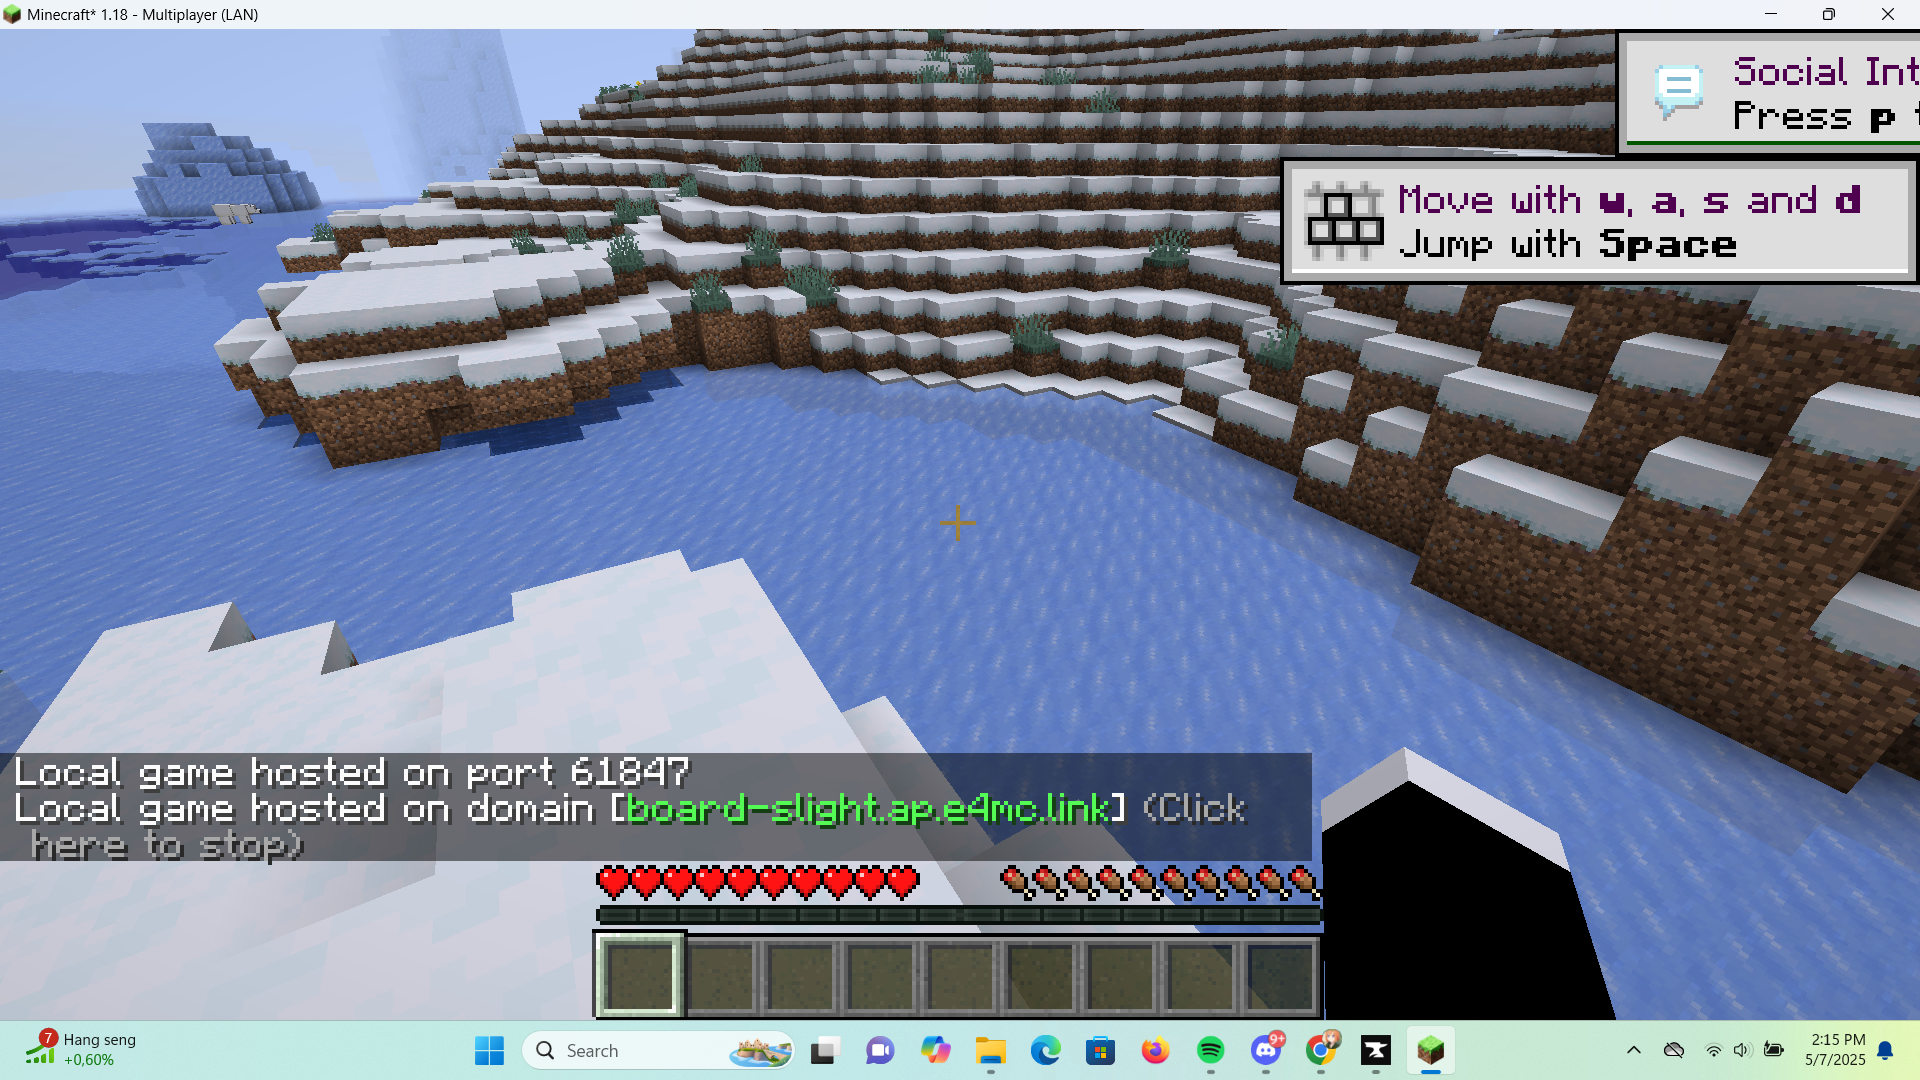 Minecraft* 1.18 - Multiplayer (LAN)
Social Int
Press p
Move with w, a, s and d
Jump with Space
Local game hosted on port 61847
Local game hosted on domain [board-slight.ap.e4mc.link] (Click
here to stop)
7
Hang seng
+0,60%
Search
9+
2:15 PM
5/7/2025